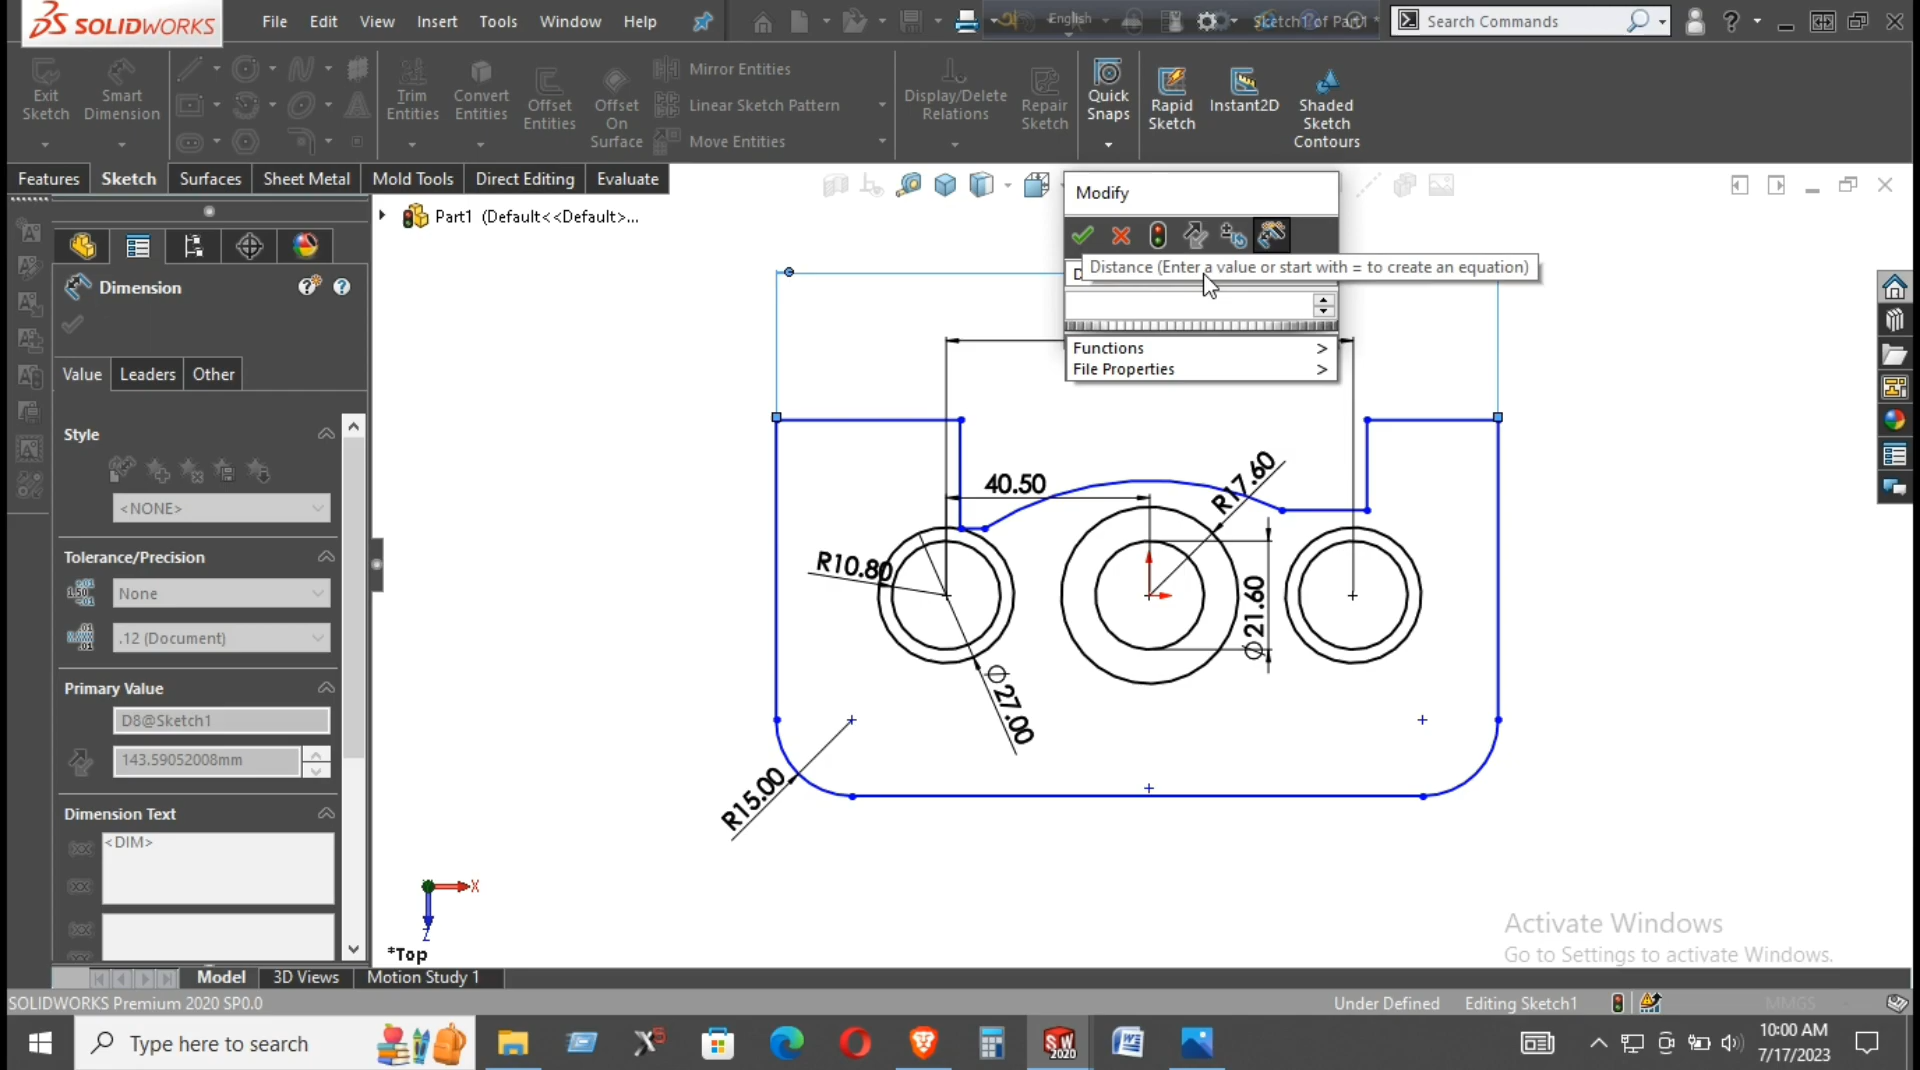 SOLIDWORKS
File Edit View Insert Tools Window Help
English
Sketch1 of Part1 *
Search Commands
Exit Sketch
Smart Dimension
Trim Entities
Convert Entities
Offset Entities
Offset On Surface
Mirror Entities
Linear Sketch Pattern
Move Entities
Display/Delete Relations
Repair Sketch
Quick Snaps
Rapid Sketch
Instant2D
Shaded Sketch Contours
Features Sketch Surfaces Sheet Metal Mold Tools Direct Editing Evaluate
Part1 (Default<<Default>...
Modify
Distance (Enter a value or start with = to create an equation)
Functions >
File Properties >
Dimension
Value Leaders Other
Style
<NONE>
Tolerance/Precision
None
.12 (Document)
Primary Value
D8@Sketch1
143.59052008mm
Dimension Text
<DIM>
40.50
R17.60
R10.80
∅21.60
∅27.00
R15.00
X
Z
*Top
Activate Windows
Go to Settings to activate Windows.
Model 3D Views Motion Study 1
SOLIDWORKS Premium 2020 SP0.0
Under Defined Editing Sketch1 MMGS
Type here to search
SW 2020
10:00 AM
7/17/2023